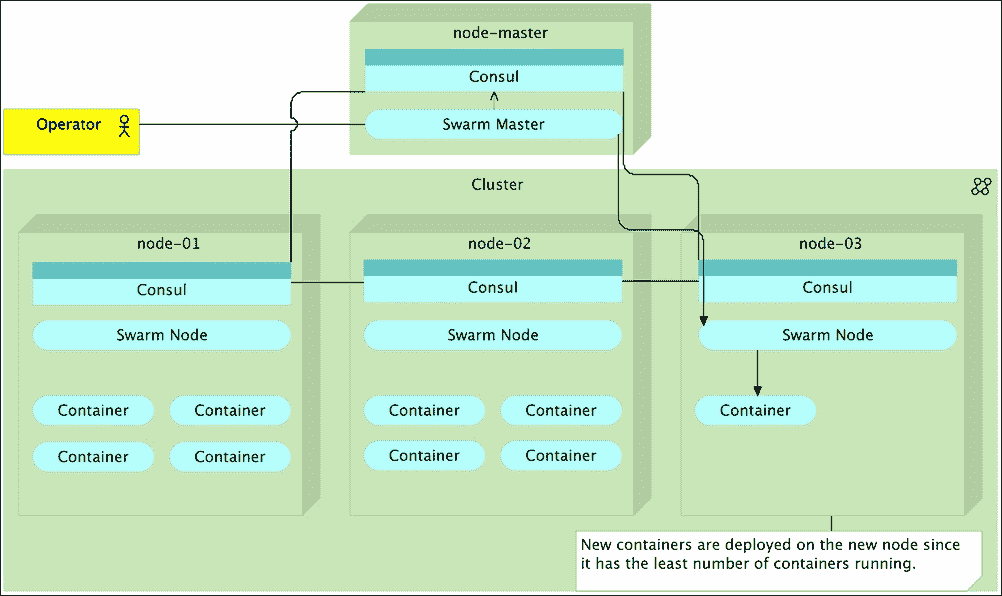 node-master
Consul
Operator
Swarm Master
Cluster
node-01
node-02
node-03
Consul
Consul
Consul
Swarm Node
Swarm Node
Swarm Node
Container
Container
Container
Container
Container
Container
Container
Container
Container
New containers are deployed on the new node since
it has the least number of containers running.